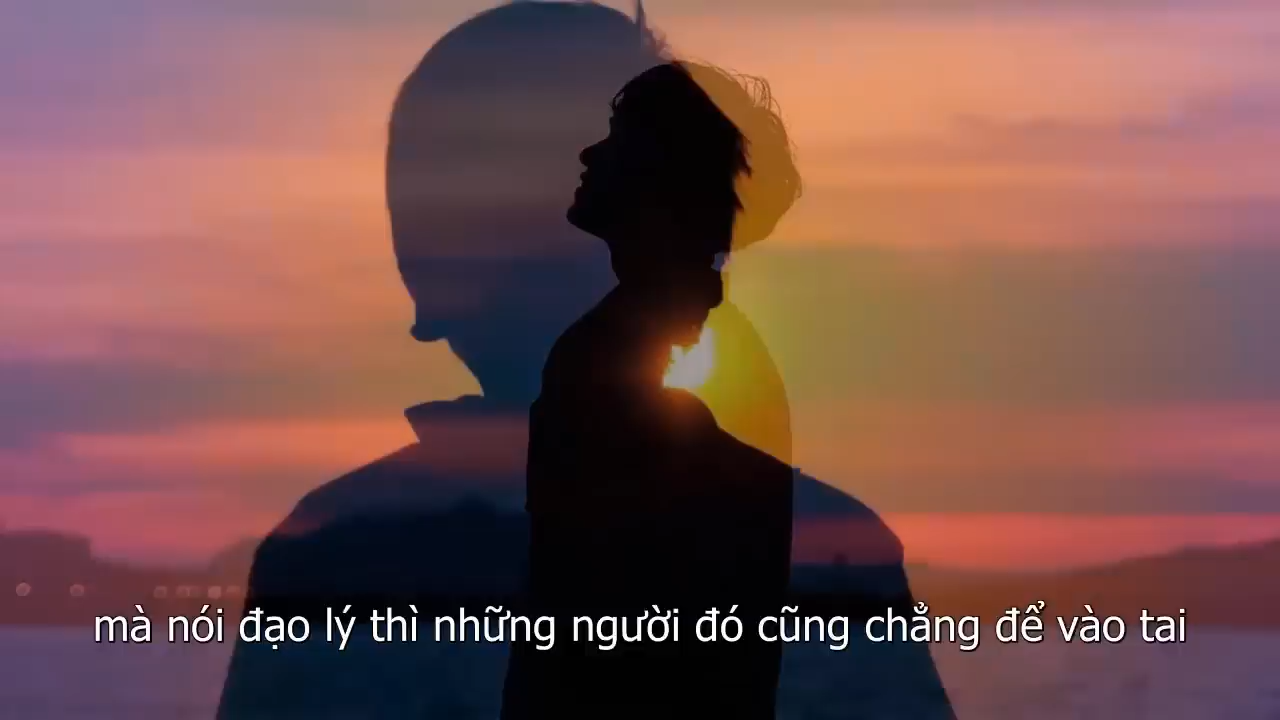 mà nói đạo lý thì những người đó cũng chẳng để vào tai